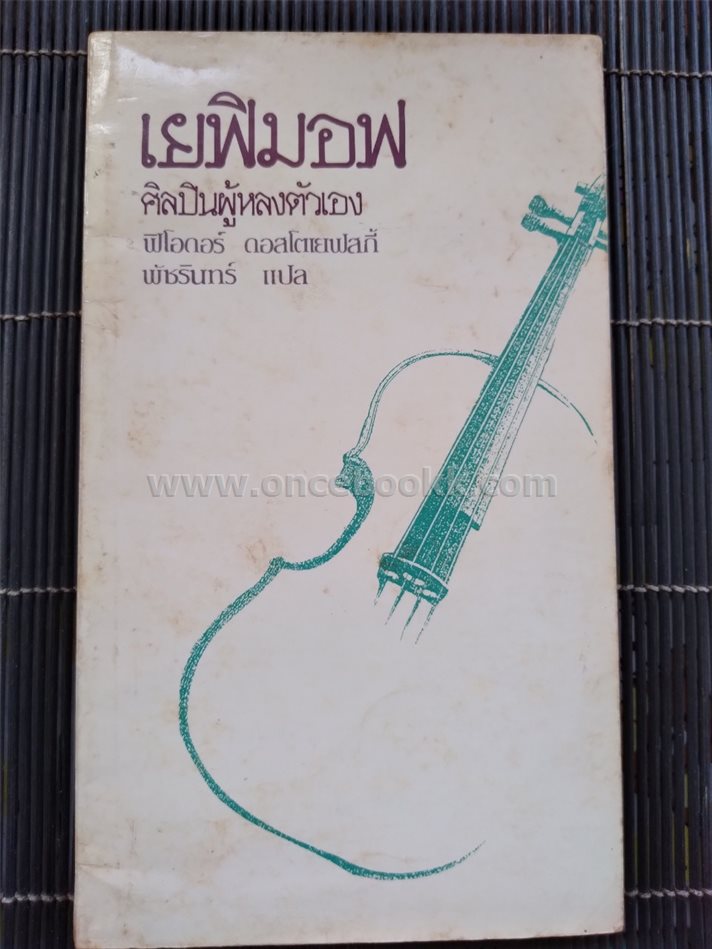 เยฟิมอฟ
ศิลปินผู้หลงตัวเอง
ฟีโอดอร์ ดอสโตเยฟสกี้
พัชรินทร์ แปล
www.oncebookk.com